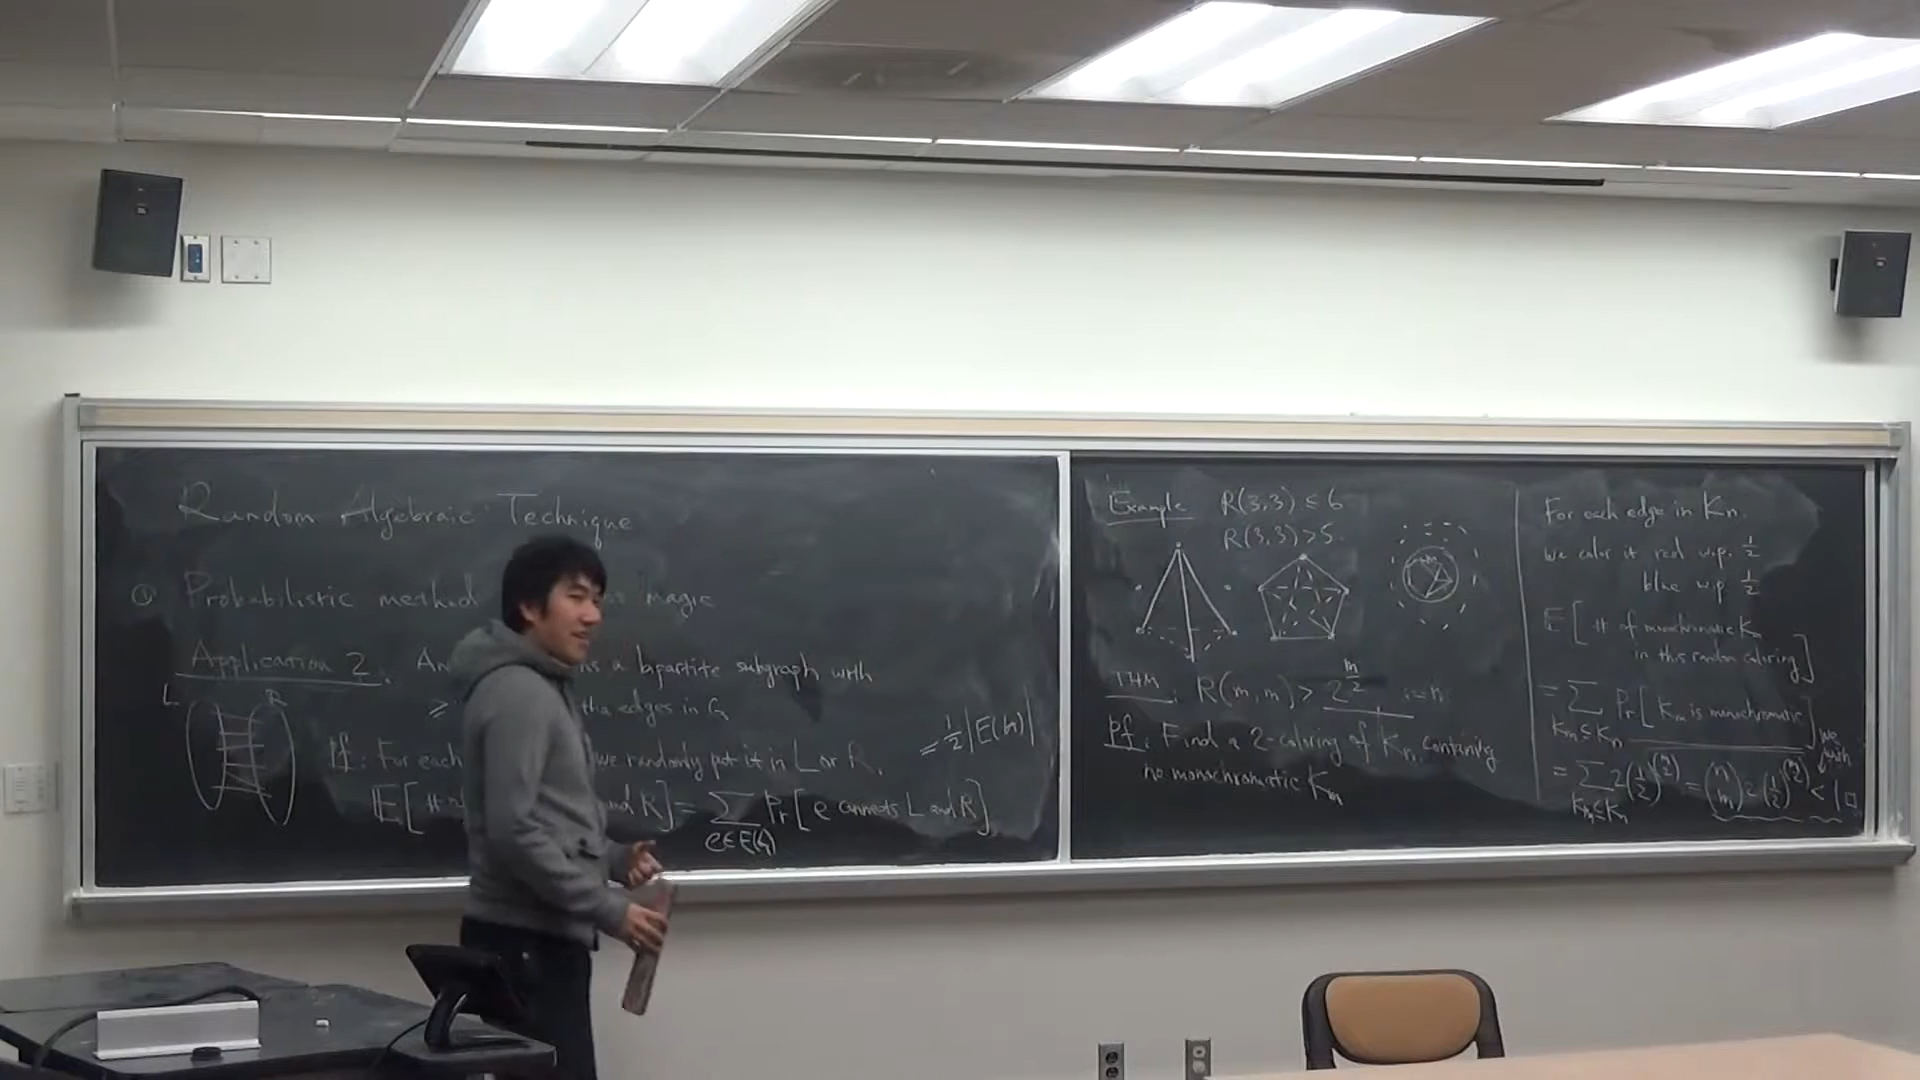 Random Algebraic Technique
① Probabilistic method magic
Application 2. An a bipartite subgraph with
≥ the edges in G
L R
Pf: For each we randomly put it in L or R.
= 1/2 |E(G)|
E[# and R] = Σ Pr[e connects L and R]
e∈E(G)
Example R(3,3) ≤ 6
R(3,3) > 5.
THM: R(m,m) > 2^{m/2} = n
Pf: Find a 2-coloring of Kn, containing
no monochromatic Km
For each edge in Kn.
we color it red w.p. 1/2
blue w.p 1/2
E[# of monochromatic Km
in this random coloring]
= Σ Pr[Km is monochromatic]
Km⊆Kn
we wish
= Σ 2(1/2)^(m 2) = (n m) 2 (1/2)^(m 2) < 1 □
Km⊆Kn